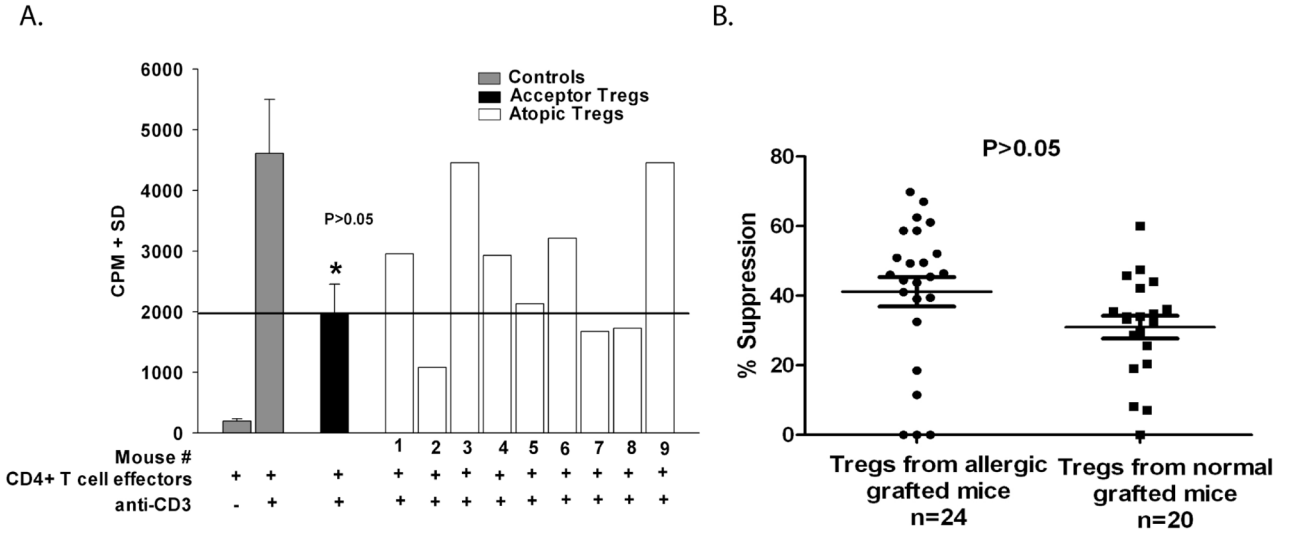 A.
B.
6000
5000
4000
3000
2000
1000
0
CPM + SD
Controls
Acceptor Tregs
Atopic Tregs
P>0.05
*
Mouse # 1 2 3 4 5 6 7 8 9
CD4+ T cell effectors + + + + + + + + + + + +
anti-CD3 - + + + + + + + + + + +
P>0.05
80
60
40
20
0
% Suppression
Tregs from allergic
grafted mice
n=24
Tregs from normal
grafted mice
n=20